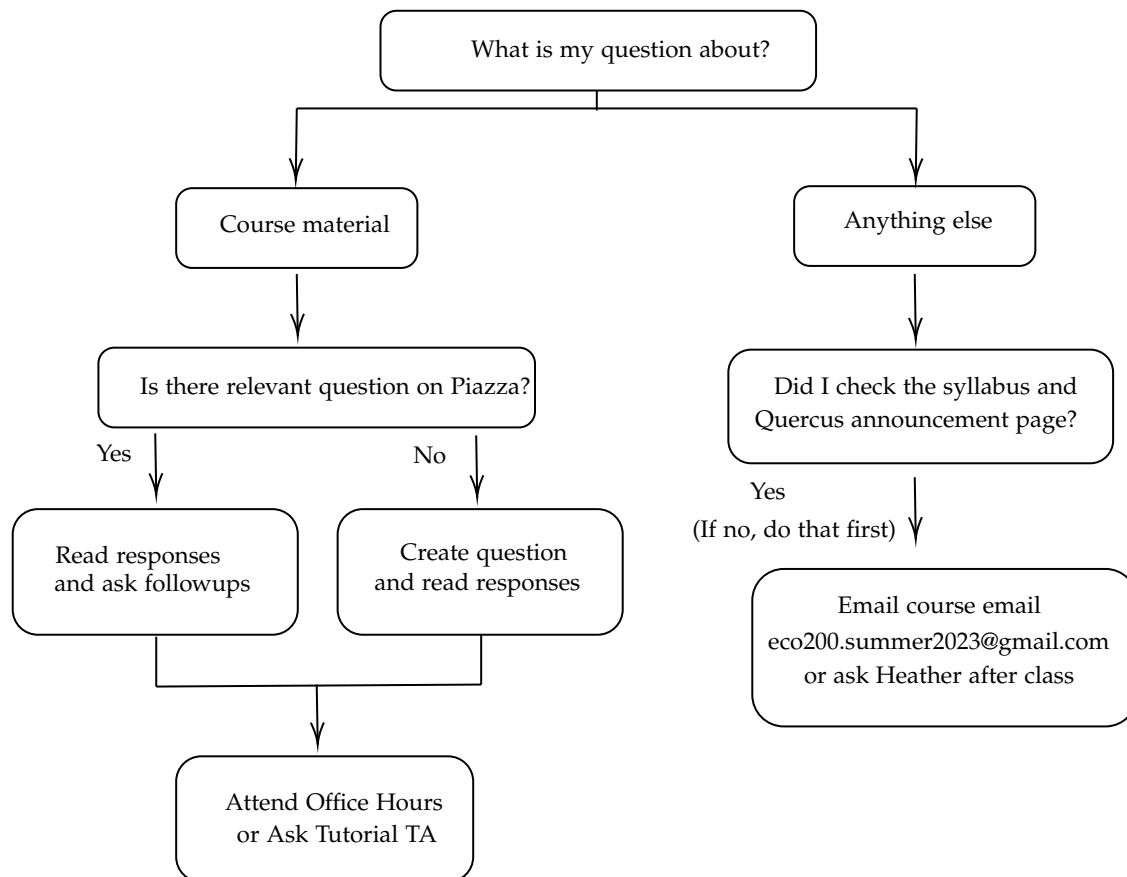 What is my question about?
Course material
Anything else
Is there relevant question on Piazza?
Did I check the syllabus and
Quercus announcement page?
Yes
No
Yes
(If no, do that first)
Read responses
and ask followups
Create question
and read responses
Email course email
eco200.summer2023@gmail.com
or ask Heather after class
Attend Office Hours
or Ask Tutorial TA